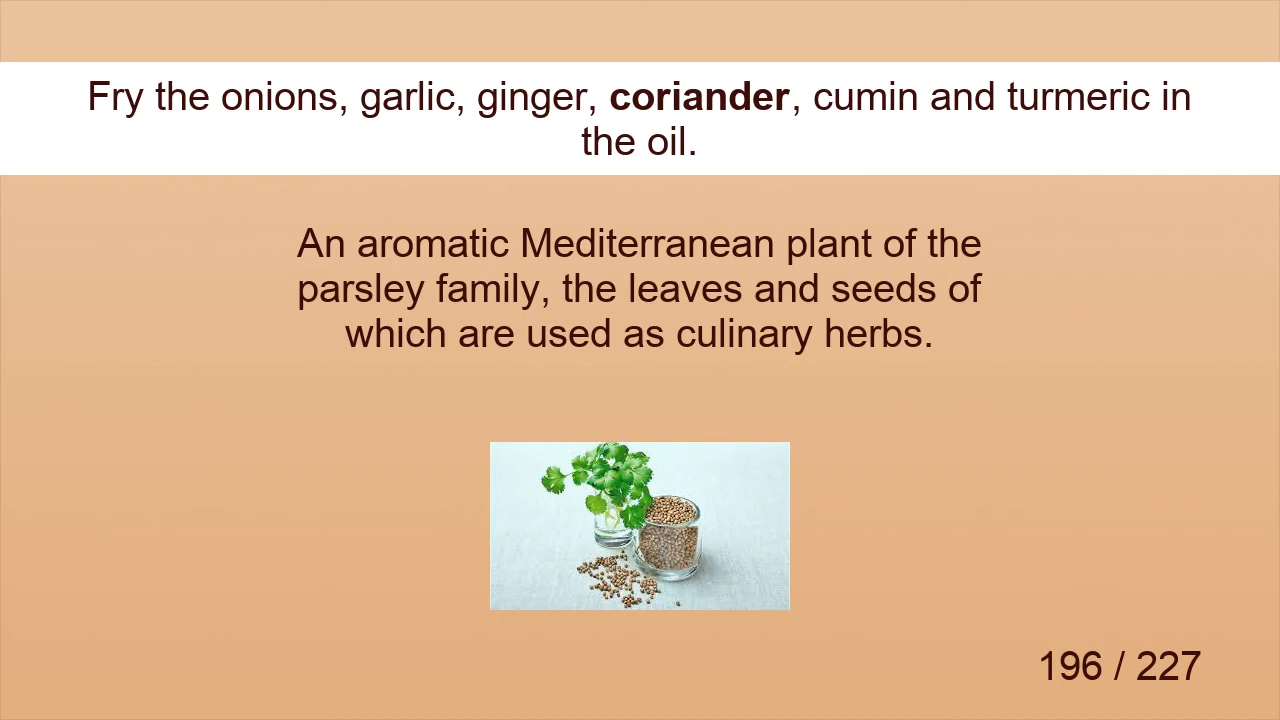 Fry the onions, garlic, ginger, coriander, cumin and turmeric in
the oil.
An aromatic Mediterranean plant of the
parsley family, the leaves and seeds of
which are used as culinary herbs.
196 / 227